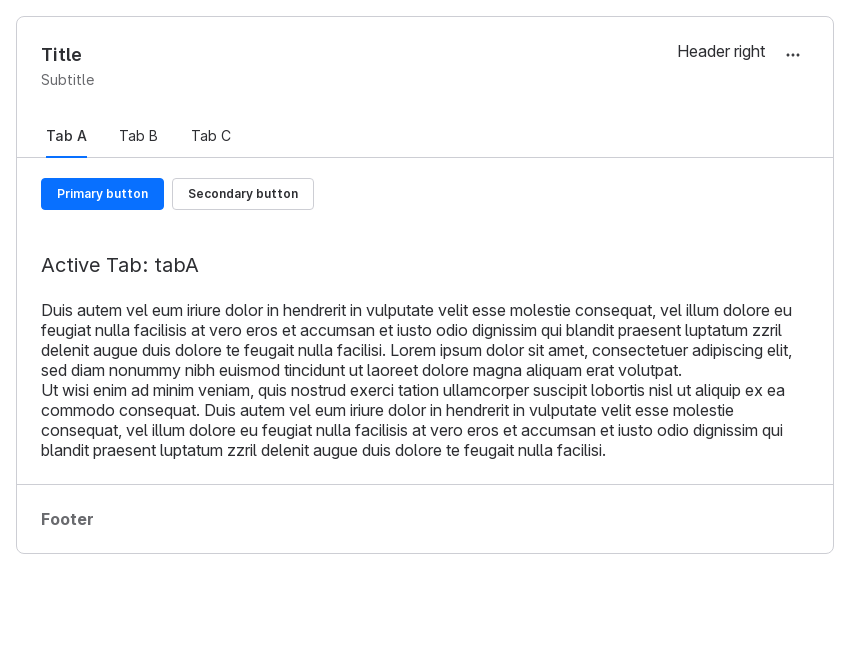 Title
Header right
Subtitle
Tab A Tab B Tab C
Primary button Secondary button
Active Tab: tabA
Duis autem vel eum iriure dolor in hendrerit in vulputate velit esse molestie consequat, vel illum dolore eu
feugiat nulla facilisis at vero eros et accumsan et iusto odio dignissim qui blandit praesent luptatum zzril
delenit augue duis dolore te feugait nulla facilisi. Lorem ipsum dolor sit amet, consectetuer adipiscing elit,
sed diam nonummy nibh euismod tincidunt ut laoreet dolore magna aliquam erat volutpat.
Ut wisi enim ad minim veniam, quis nostrud exerci tation ullamcorper suscipit lobortis nisl ut aliquip ex ea
commodo consequat. Duis autem vel eum iriure dolor in hendrerit in vulputate velit esse molestie
consequat, vel illum dolore eu feugiat nulla facilisis at vero eros et accumsan et iusto odio dignissim qui
blandit praesent luptatum zzril delenit augue duis dolore te feugait nulla facilisi.
Footer